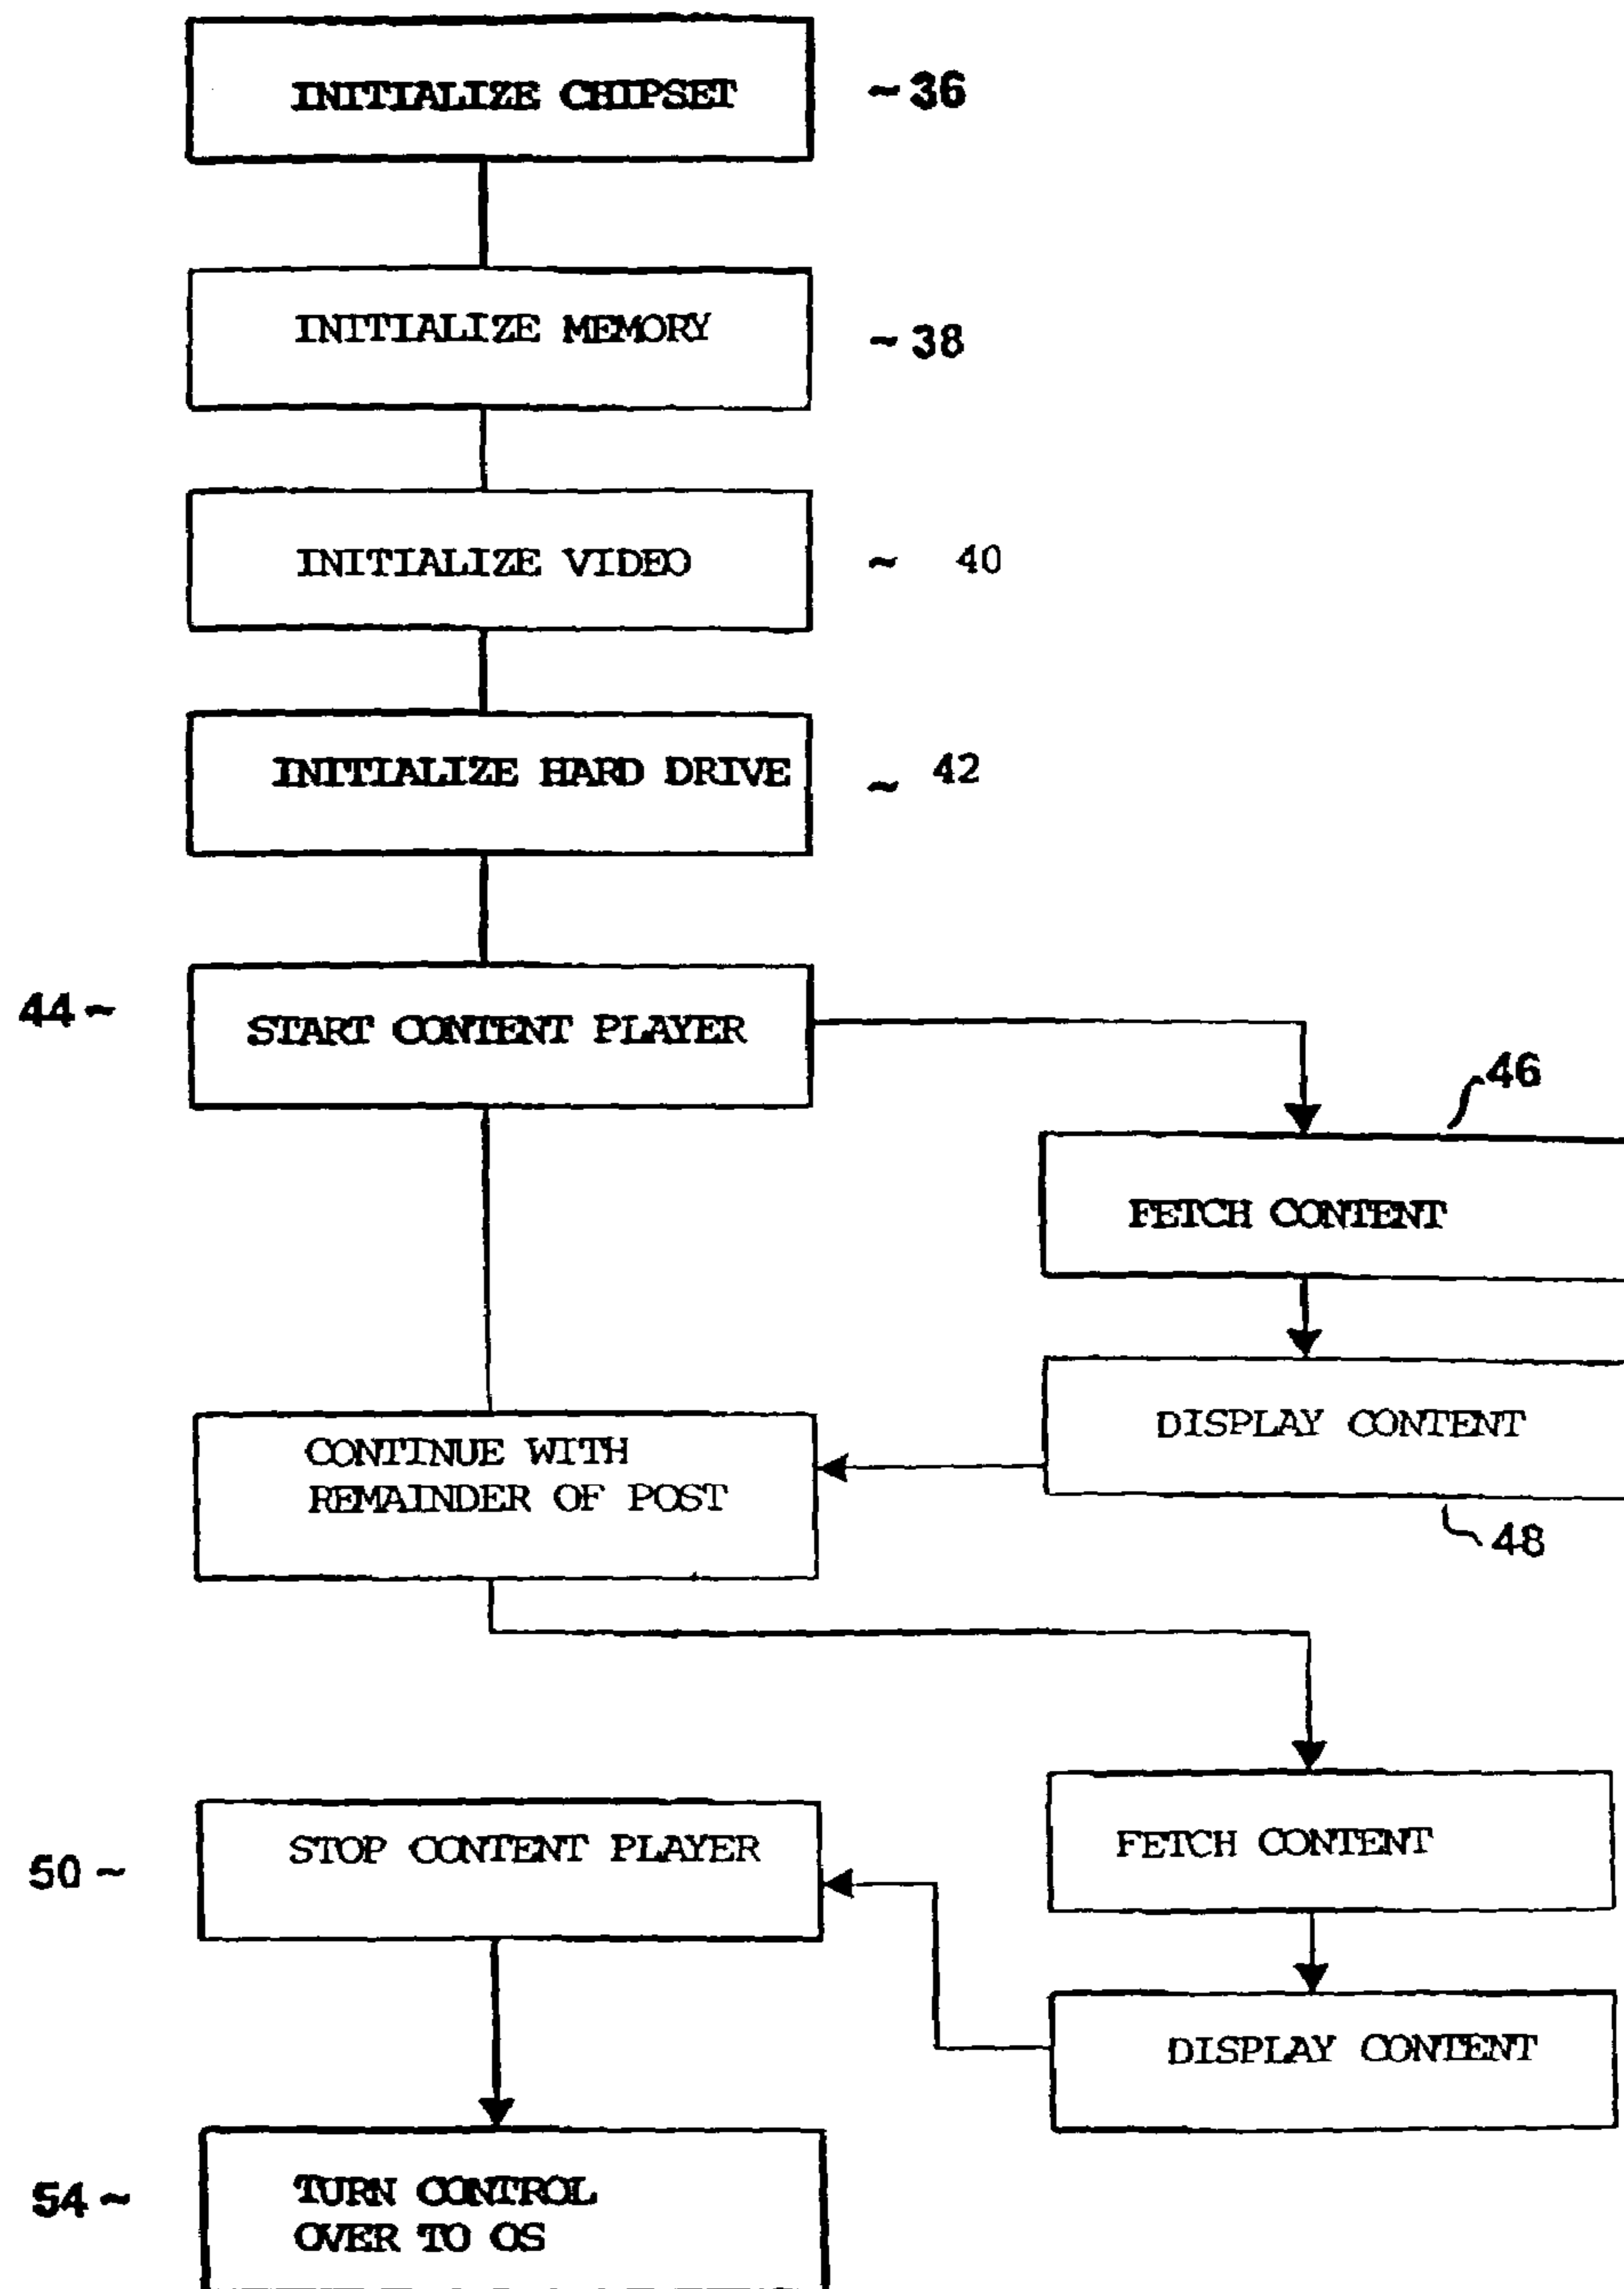 INITIALIZE CHIPSET ~36
INITIALIZE MEMORY ~38
INITIALIZE VIDEO ~ 40
INITIALIZE HARD DRIVE ~ 42
44~ START CONTENT PLAYER
46
FETCH CONTENT
DISPLAY CONTENT
48
CONTINUE WITH
REMAINDER OF POST
FETCH CONTENT
DISPLAY CONTENT
50~ STOP CONTENT PLAYER
54~ TURN CONTROL
OVER TO OS